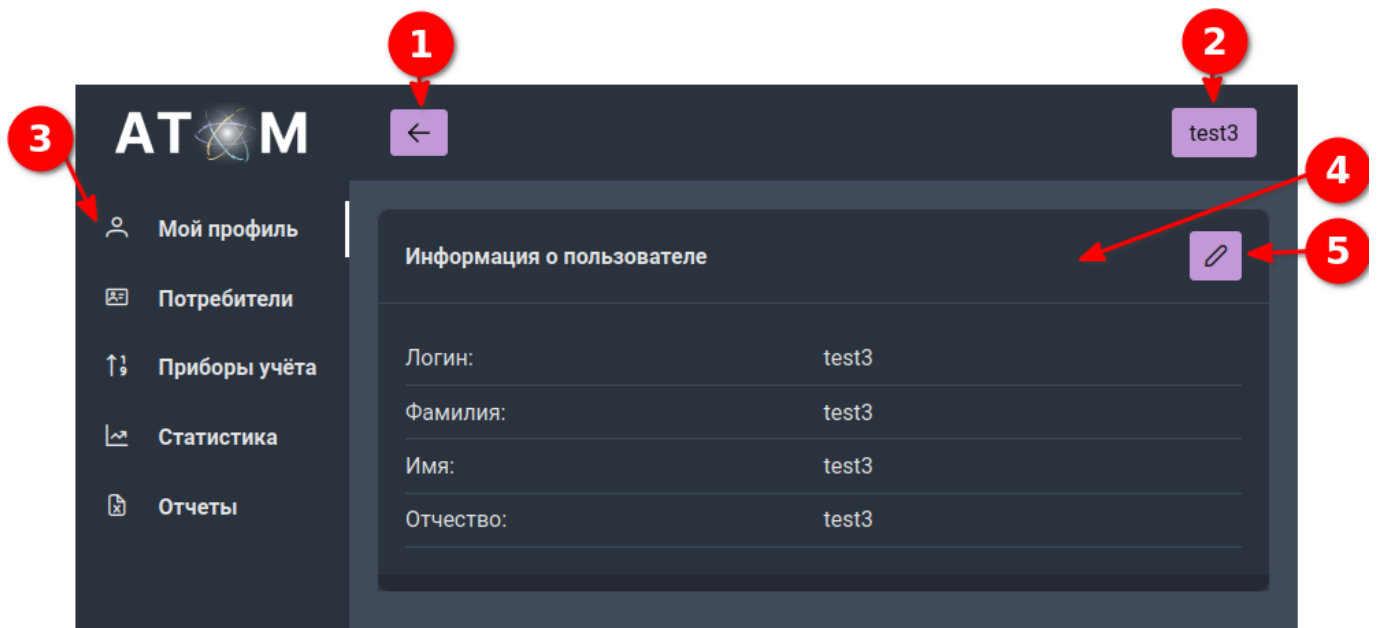 1
2
АТОМ
test3
3
4
Мой профиль
Информация о пользователе
5
Потребители
Приборы учёта
Логин: test3
Фамилия: test3
Статистика
Имя: test3
Отчеты
Отчество: test3